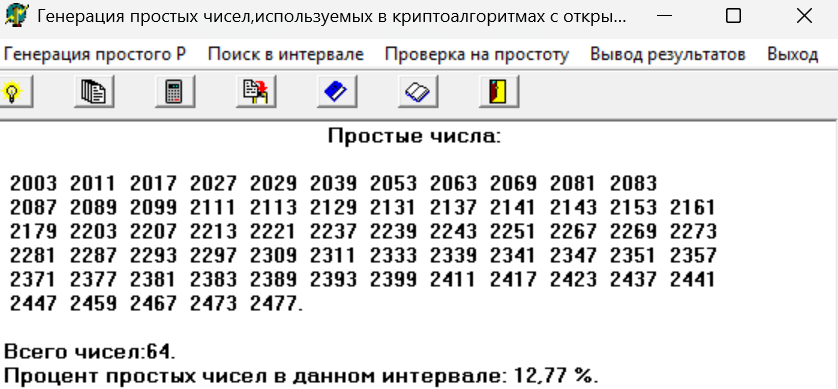 Генерация простых чисел,используемых в криптоалгоритмах с откры...
Генерация простого P Поиск в интервале Проверка на простоту Вывод результатов Выход
Простые числа:
2003 2011 2017 2027 2029 2039 2053 2063 2069 2081 2083
2087 2089 2099 2111 2113 2129 2131 2137 2141 2143 2153 2161
2179 2203 2207 2213 2221 2237 2239 2243 2251 2267 2269 2273
2281 2287 2293 2297 2309 2311 2333 2339 2341 2347 2351 2357
2371 2377 2381 2383 2389 2393 2399 2411 2417 2423 2437 2441
2447 2459 2467 2473 2477.
Всего чисел:64.
Процент простых чисел в данном интервале: 12,77 %.